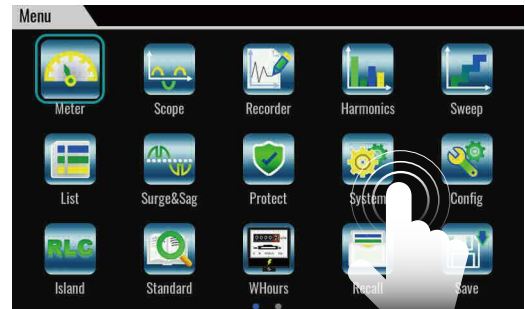 Menu
Meter Scope Recorder Harmonics Sweep
List Surge&Sag Protect System Config
RLC
Island Standard WHours Recall Save